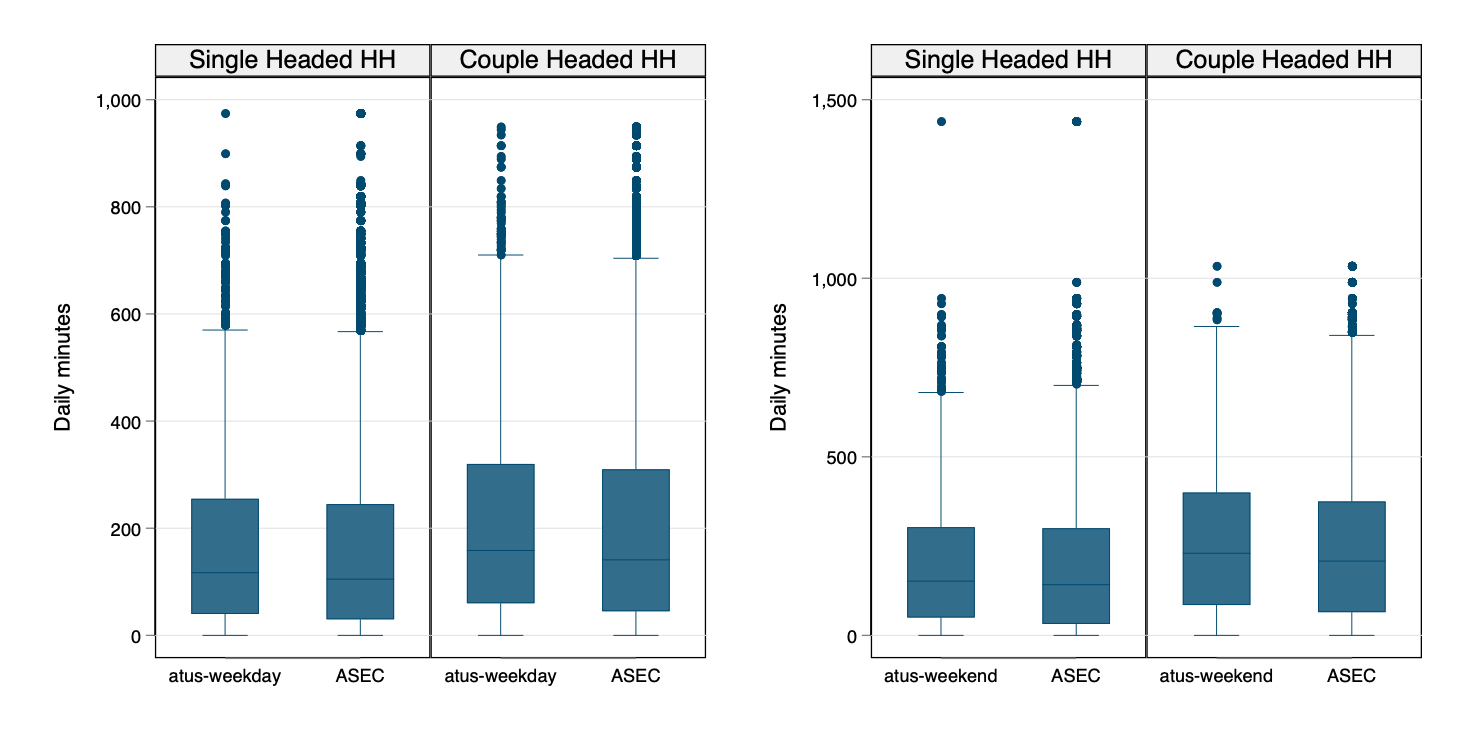 Single Headed HH
Couple Headed HH
1,000
800
600
400
200
0
Daily minutes
atus-weekday
ASEC
atus-weekday
ASEC
Single Headed HH
Couple Headed HH
1,500
1,000
500
0
Daily minutes
atus-weekend
ASEC
atus-weekend
ASEC